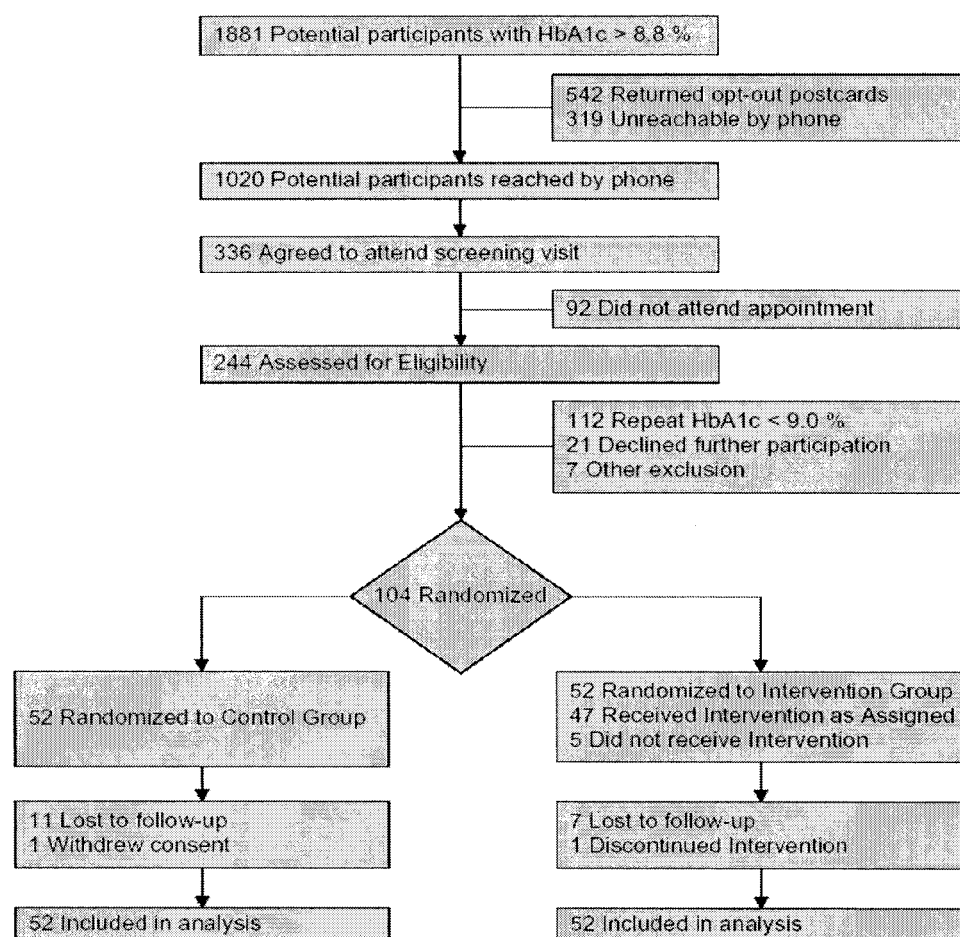 1881 Potential participants with HbA1c > 8.8 %
542 Returned opt-out postcards
319 Unreachable by phone
1020 Potential participants reached by phone
336 Agreed to attend screening visit
92 Did not attend appointment
244 Assessed for Eligibility
112 Repeat HbA1c < 9.0 %
21 Declined further participation
7 Other exclusion
104 Randomized
52 Randomized to Control Group
52 Randomized to Intervention Group
47 Received Intervention as Assigned
5 Did not receive Intervention
11 Lost to follow-up
1 Withdrew consent
7 Lost to follow-up
1 Discontinued Intervention
52 Included in analysis
52 Included in analysis